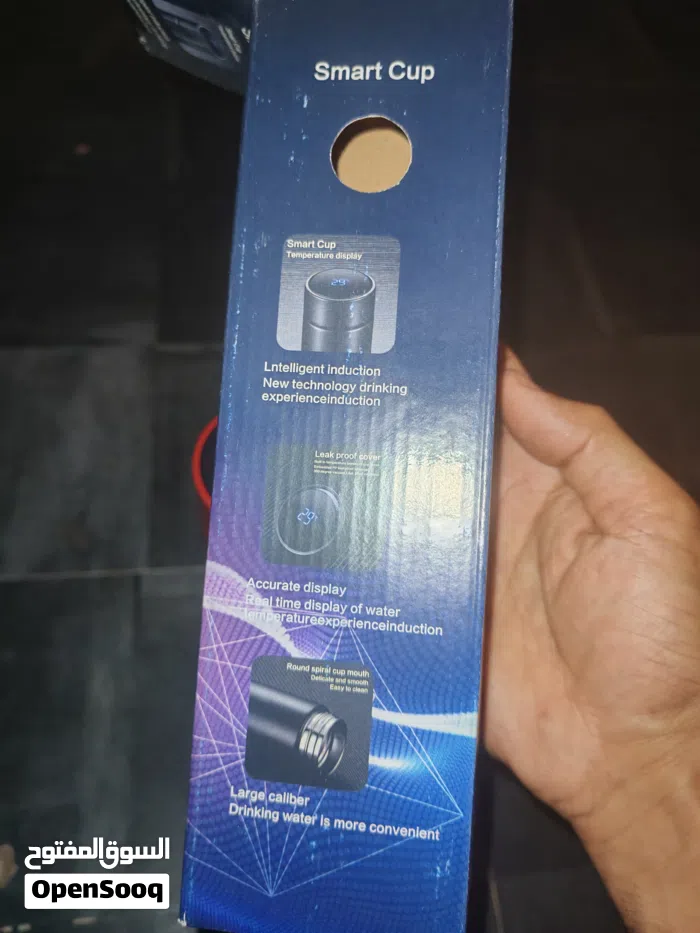 Smart Cup
Smart Cup
Temperature display
29°
Lntelligent induction
New technology drinking
experienceinduction
Leak proof cover
29°
Accurate display
Real time display of water
Temperatureexperienceinduction
Round spiral cup mouth
Delicate and smooth
Easy to clean
Large caliber
Drinking water is more convenient
السوق المفتوح
OpenSooq